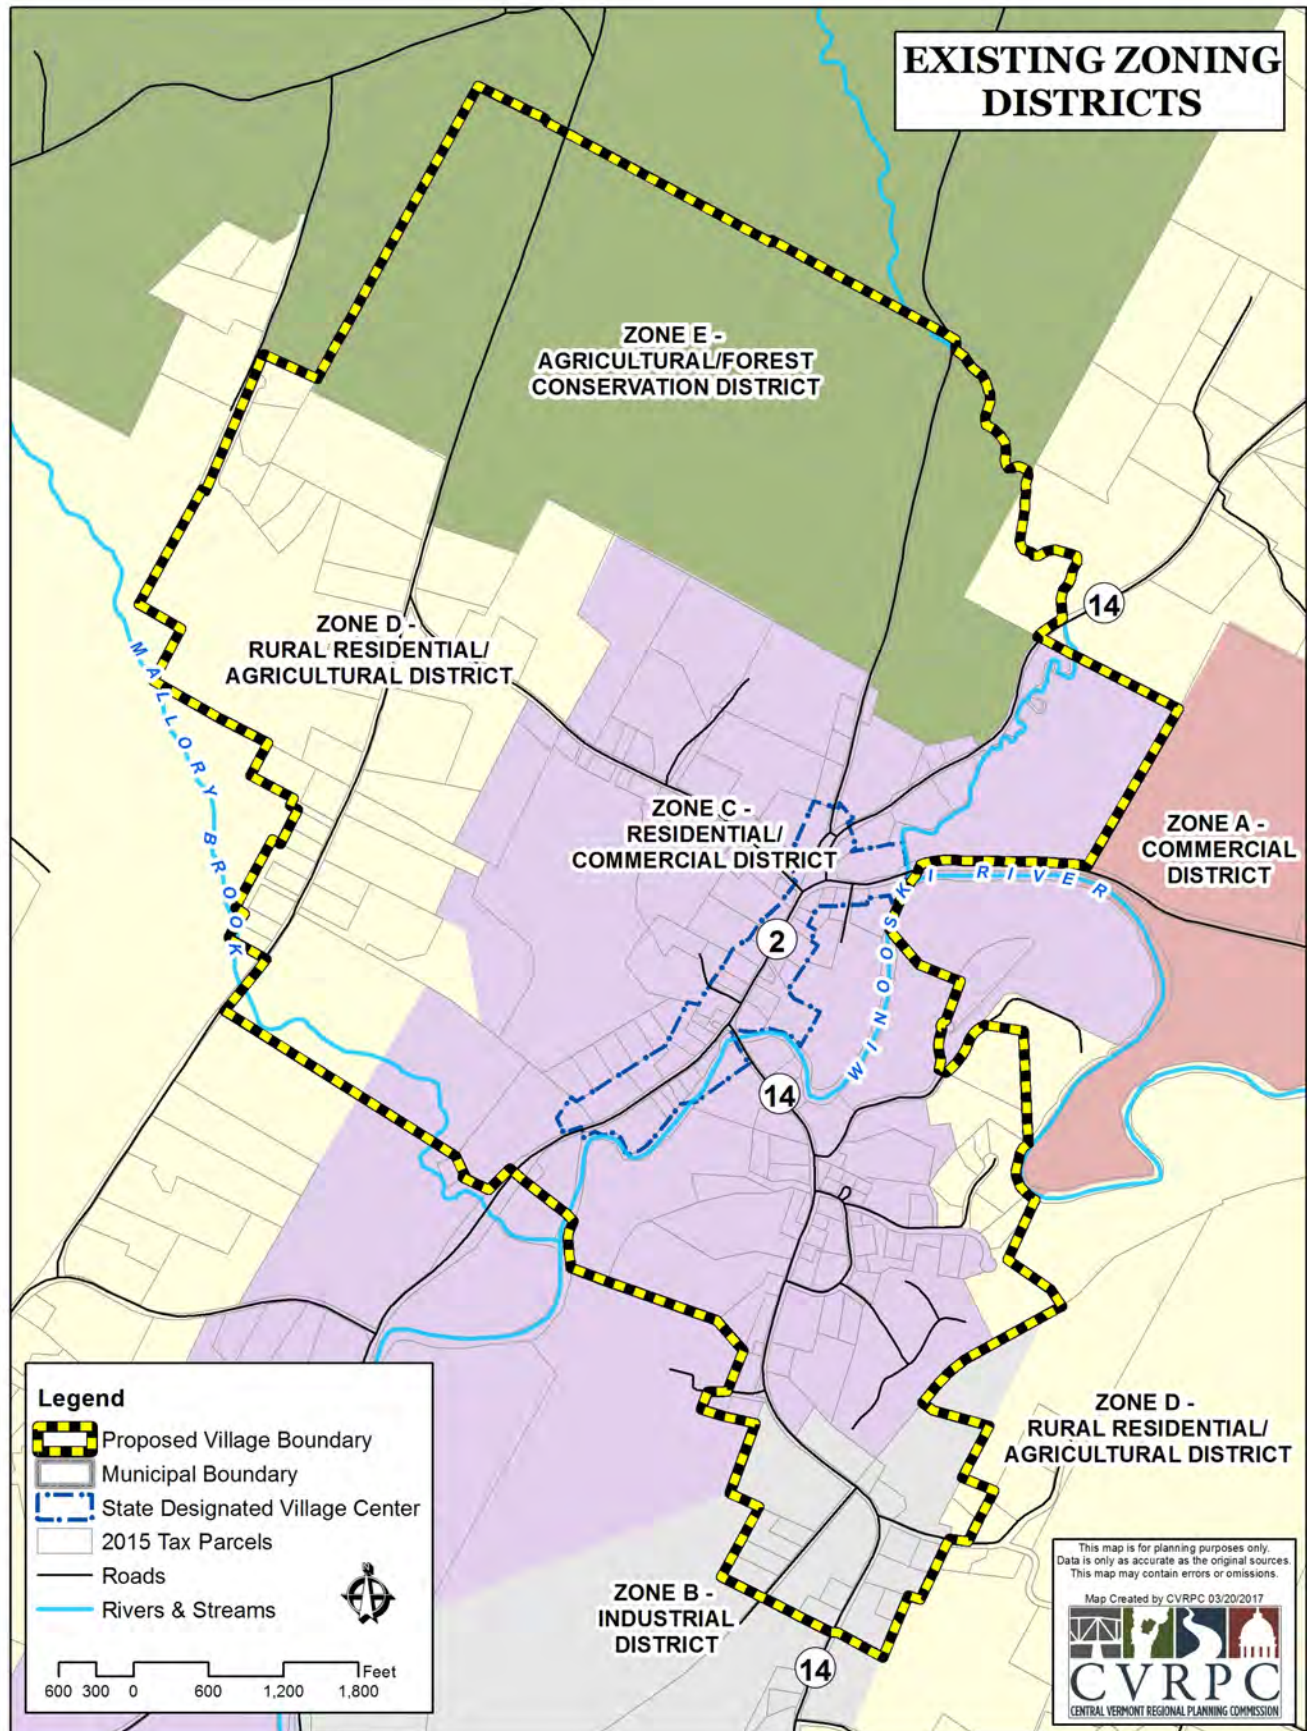 EXISTING ZONING
DISTRICTS
ZONE E -
AGRICULTURAL/FOREST
CONSERVATION DISTRICT
14
ZONE D -
RURAL RESIDENTIAL/
AGRICULTURAL DISTRICT
MALLORY BROOK
ZONE C -
RESIDENTIAL/
COMMERCIAL DISTRICT
ZONE A -
COMMERCIAL
DISTRICT
WINOOSKI RIVER
2
14
ZONE D -
RURAL RESIDENTIAL/
AGRICULTURAL DISTRICT
ZONE B -
INDUSTRIAL
DISTRICT
14
Legend
Proposed Village Boundary
Municipal Boundary
State Designated Village Center
2015 Tax Parcels
Roads
Rivers & Streams
N
Feet
600 300 0 600 1,200 1,800
This map is for planning purposes only.
Data is only as accurate as the original sources.
This map may contain errors or omissions.
Map Created by CVRPC 03/20/2017
CVRPC
CENTRAL VERMONT REGIONAL PLANNING COMMISSION